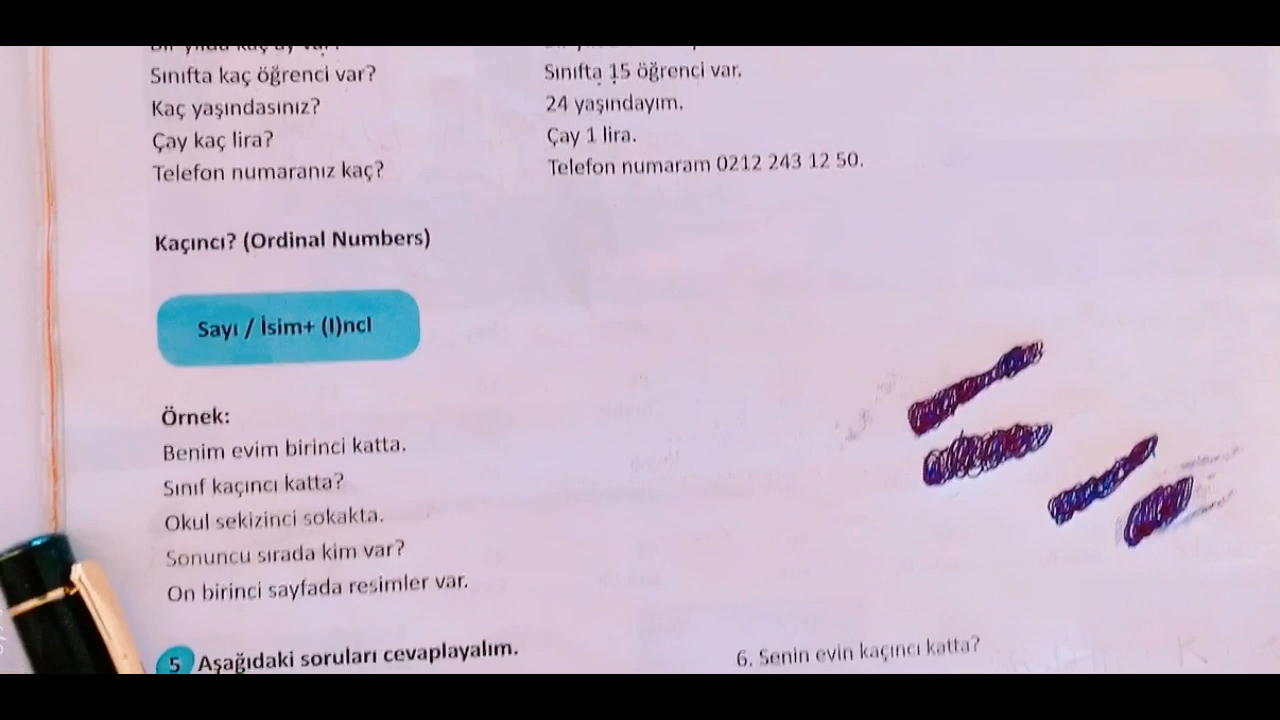 Sınıfta kaç öğrenci var?
Sınıfta 15 öğrenci var.
Kaç yaşındasınız?
24 yaşındayım.
Çay kaç lira?
Çay 1 lira.
Telefon numaranız kaç?
Telefon numaram 0212 243 12 50.
Kaçıncı? (Ordinal Numbers)
Sayı / İsim+ (I)ncI
Örnek:
Benim evim birinci katta.
Sınıf kaçıncı katta?
Okul sekizinci sokakta.
Sonuncu sırada kim var?
On birinci sayfada resimler var.
5 Aşağıdaki soruları cevaplayalım.
6. Senin evin kaçıncı katta?